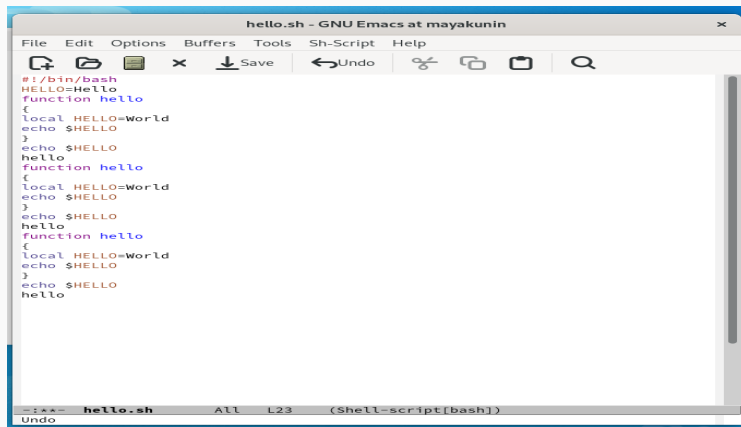 hello.sh - GNU Emacs at mayakunin ×
File Edit Options Buffers Tools Sh-Script Help
Save Undo
#!/bin/bash
HELLO=Hello
function hello
{
local HELLO=World
echo $HELLO
}
echo $HELLO
hello
function hello
{
local HELLO=World
echo $HELLO
}
echo $HELLO
hello
function hello
{
local HELLO=World
echo $HELLO
}
echo $HELLO
hello
-:**- hello.sh All L23 (Shell-script[bash])
Undo